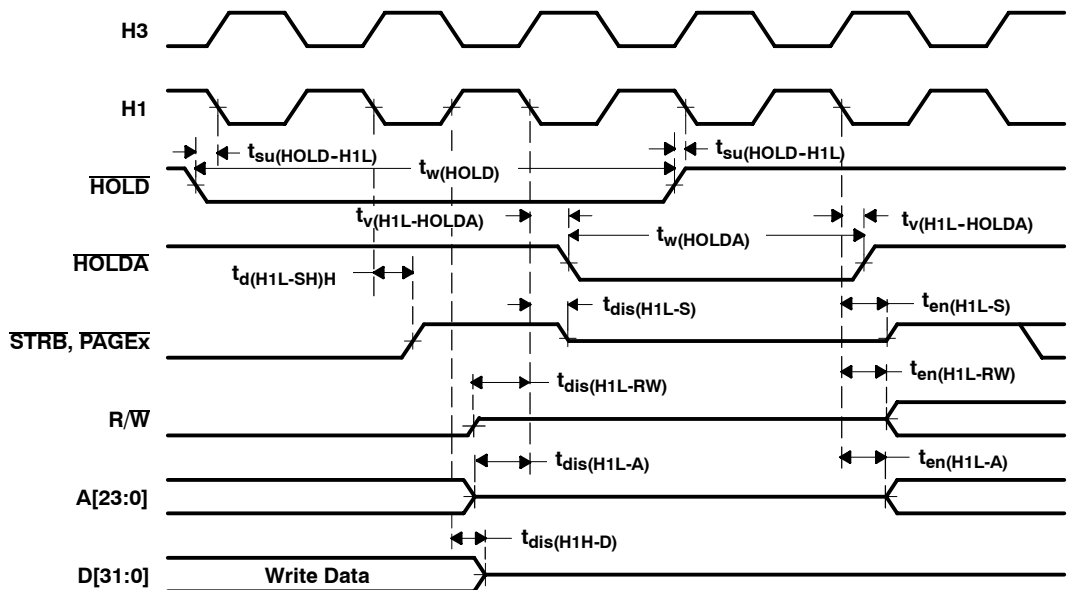 H3
H1
tsu(HOLD-H1L)
tsu(HOLD-H1L)
HOLD
tw(HOLD)
tv(H1L-HOLDA)
tv(H1L-HOLDA)
tw(HOLDA)
HOLDA
td(H1L-SH)H
tdis(H1L-S)
ten(H1L-S)
STRB, PAGEx
tdis(H1L-RW)
ten(H1L-RW)
R/W
tdis(H1L-A)
ten(H1L-A)
A[23:0]
tdis(H1H-D)
D[31:0]
Write Data